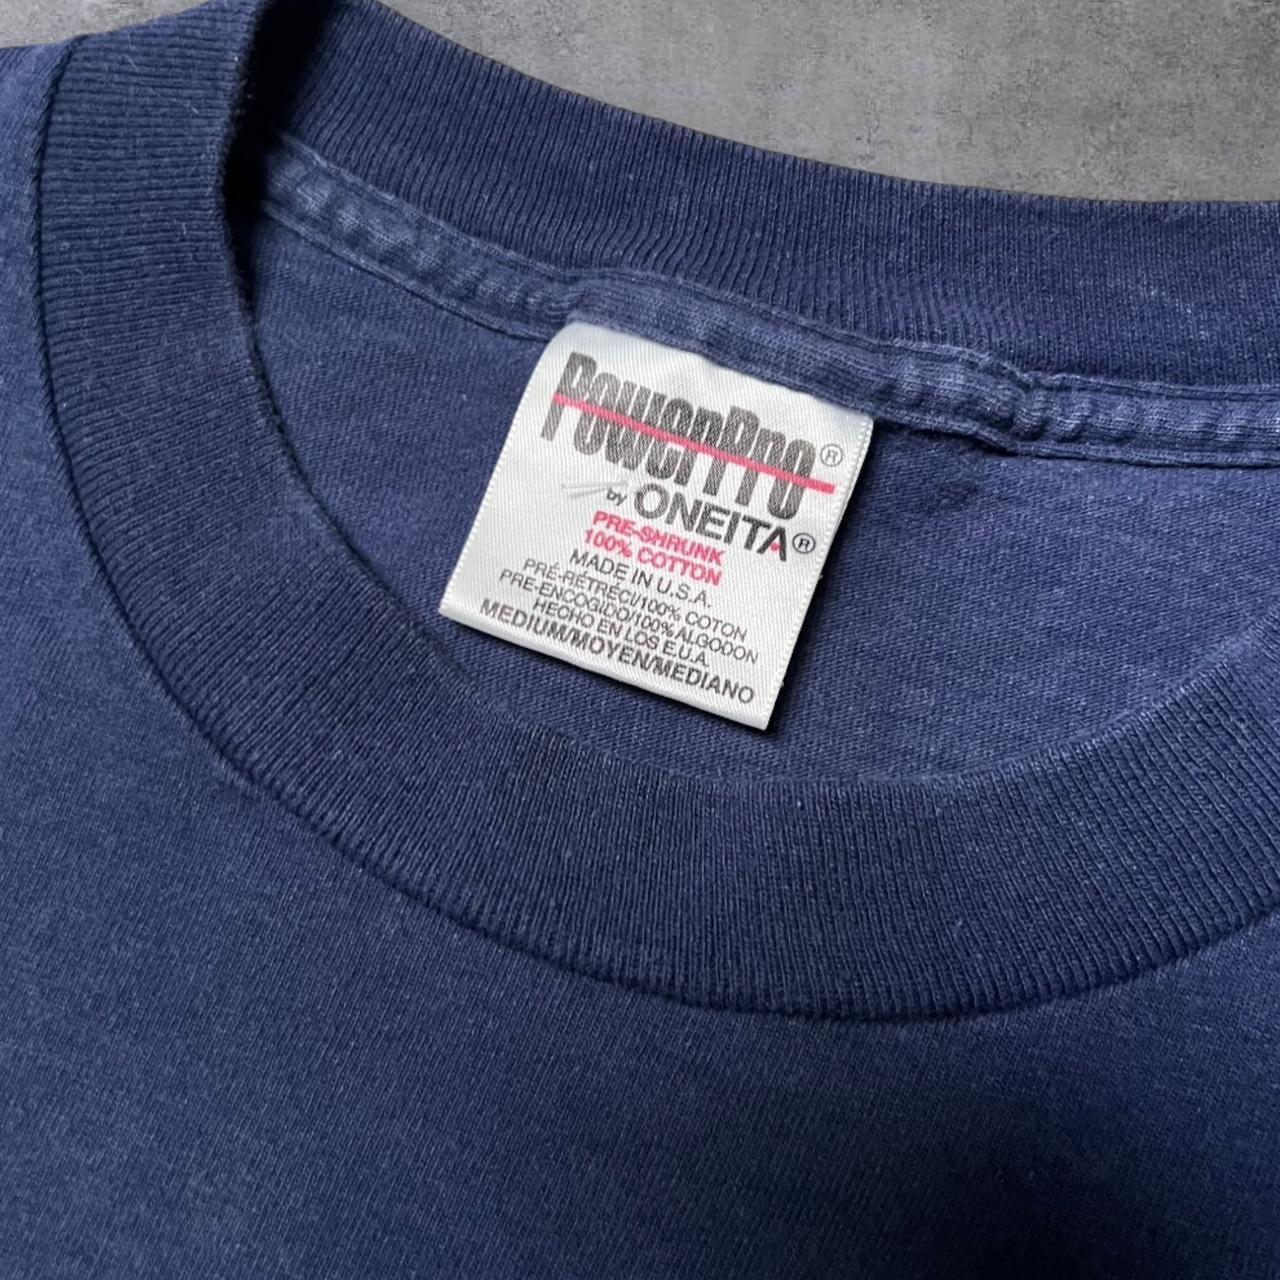 PowerPro®
by ONEITA®
PRE-SHRUNK
100% COTTON
MADE IN U.S.A.
PRÉ-RÉTRÉCI/100% COTON
PRE-ENCOGIDO/100% ALGODON
HECHO EN LOS E.U.A.
MEDIUM/MOYEN/MEDIANO